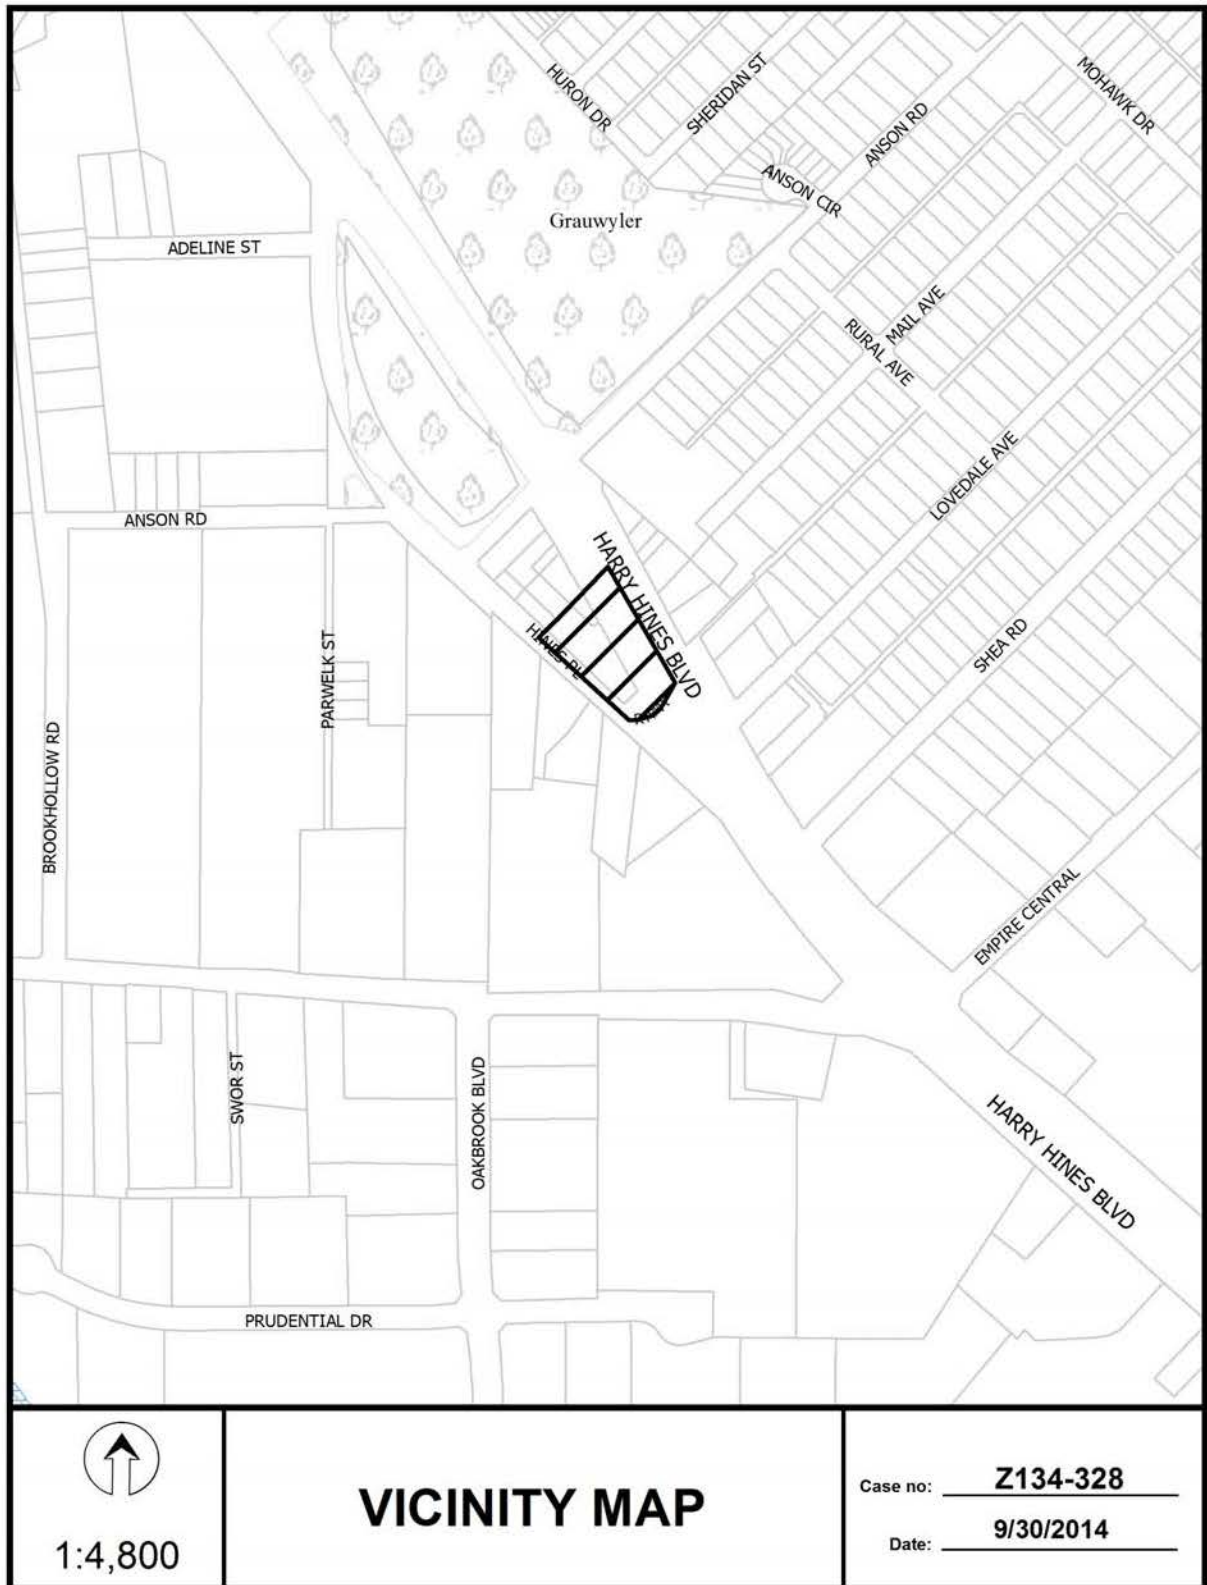 HURON DR
SHERIDAN ST
MOHAWK DR
ANSON RD
ANSON CIR
Grauwyler
ADELINE ST
MAIL AVE
RURAL AVE
LOVEDALE AVE
ANSON RD
HARRY HINES BLVD
HINES PL
SHEA RD
PARWELK ST
BROOKHOLLOW RD
EMPIRE CENTRAL
SWOR ST
OAKBROOK BLVD
HARRY HINES BLVD
PRUDENTIAL DR
1:4,800
VICINITY MAP
Case no: Z134-328
Date: 9/30/2014